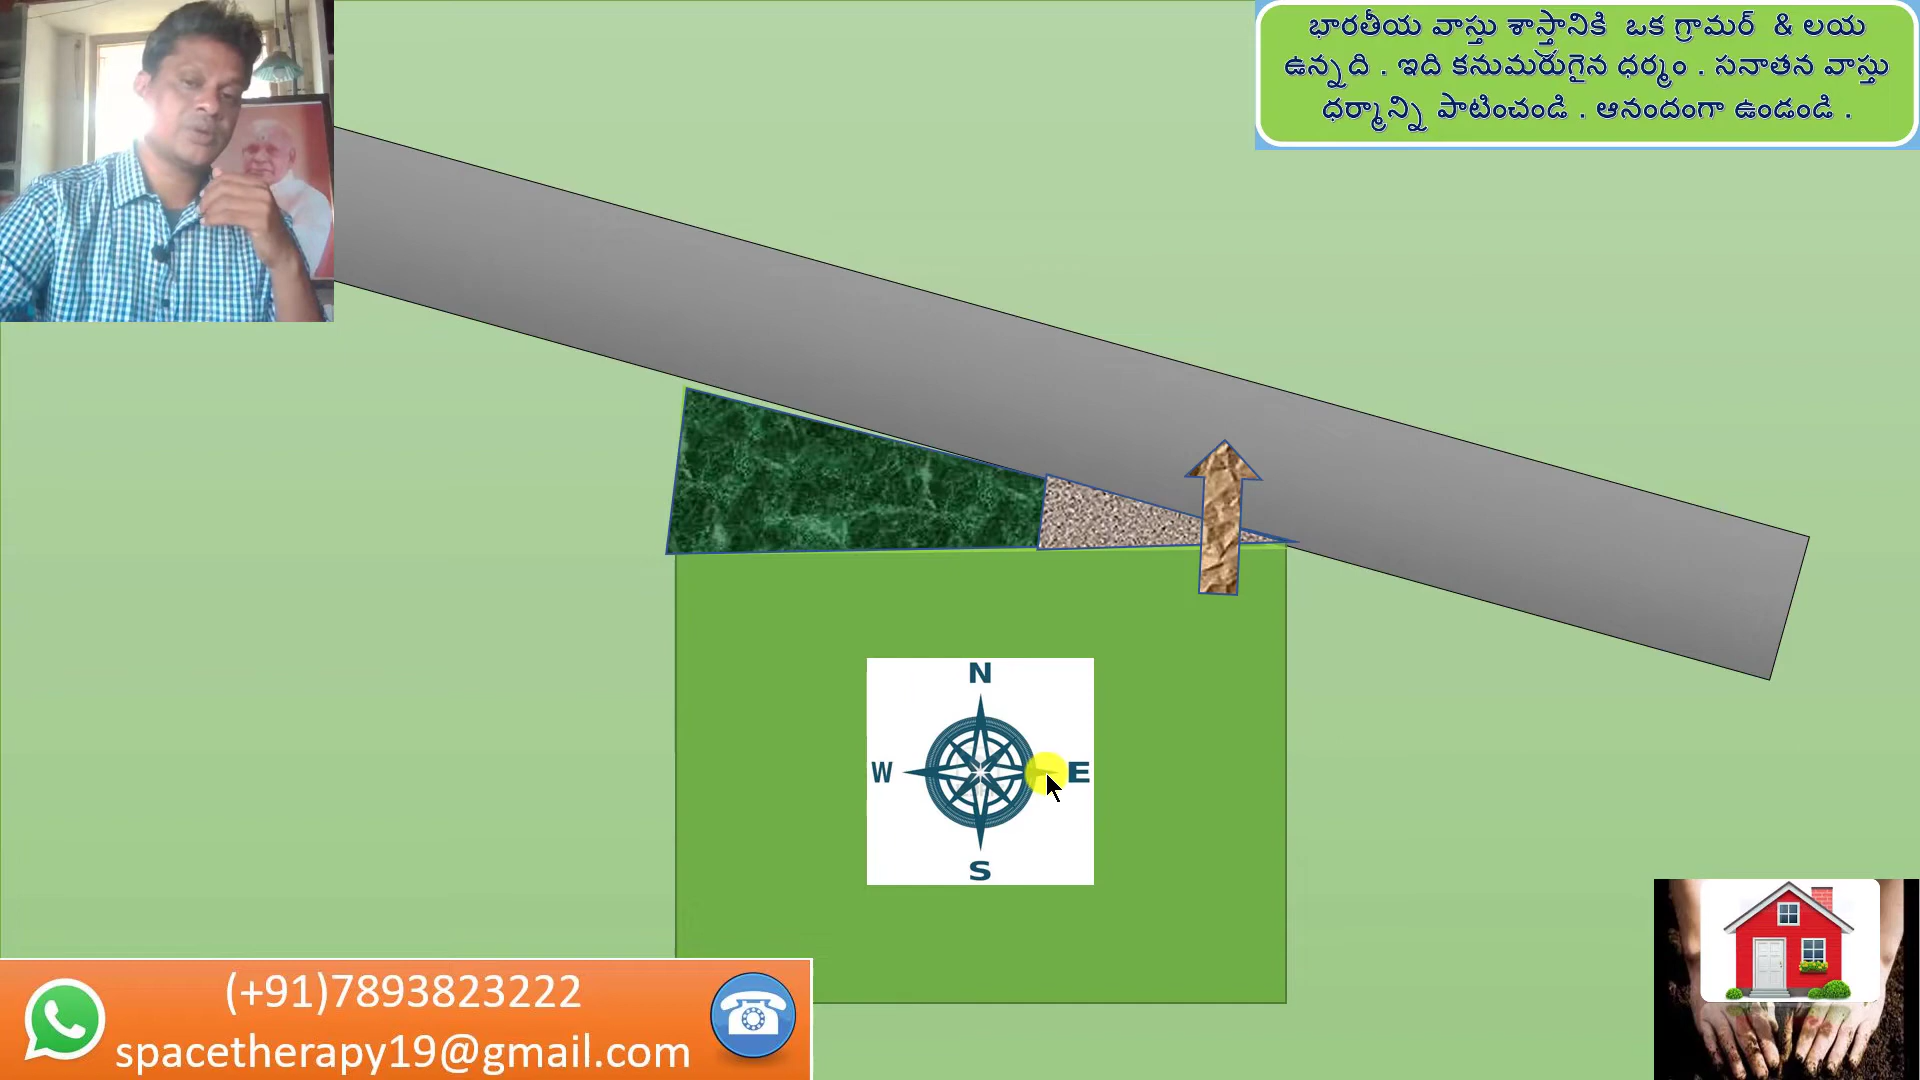 భారతీయ వాస్తు శాస్త్రానికి ఒక గ్రామర్ & లయ
ఉన్నది . ఇది కనుమరుగైన ధర్మం . సనాతన వాస్తు
ధర్మాన్ని పాటించండి . ఆనందంగా ఉండండి .
N
W E
S
(+91)7893823222
spacetherapy19@gmail.com